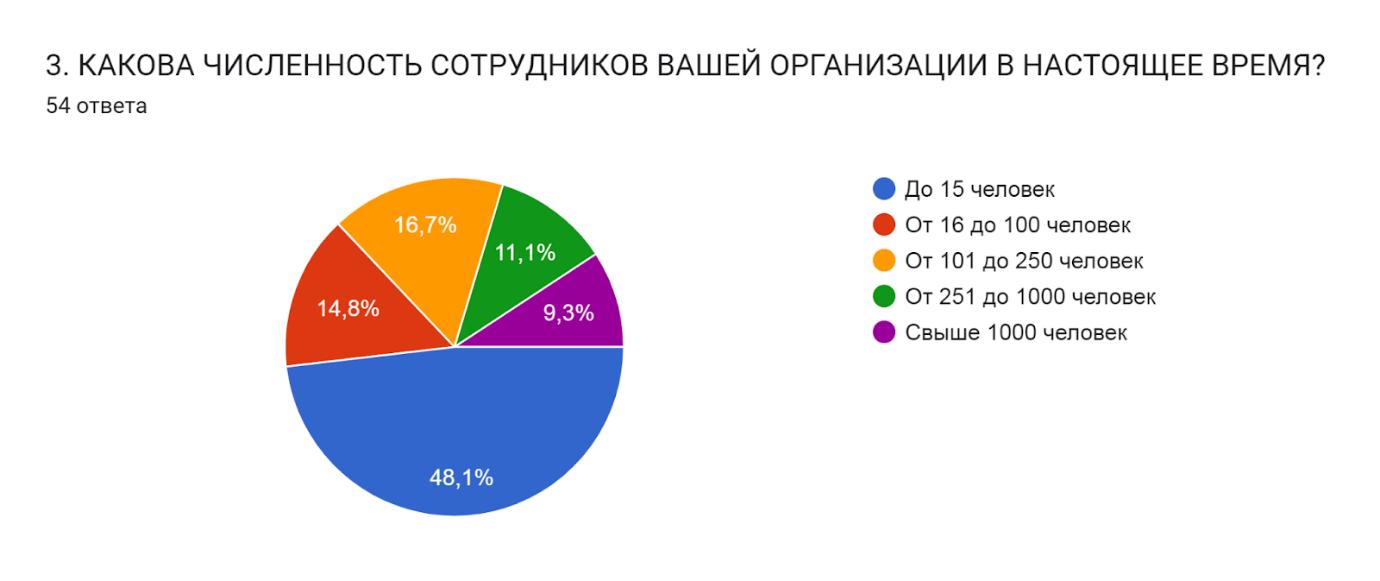 3. КАКОВА ЧИСЛЕННОСТЬ СОТРУДНИКОВ ВАШЕЙ ОРГАНИЗАЦИИ В НАСТОЯЩЕЕ ВРЕМЯ?
54 ответа
До 15 человек
От 16 до 100 человек
От 101 до 250 человек
От 251 до 1000 человек
Свыше 1000 человек
16,7%
11,1%
14,8%
9,3%
48,1%